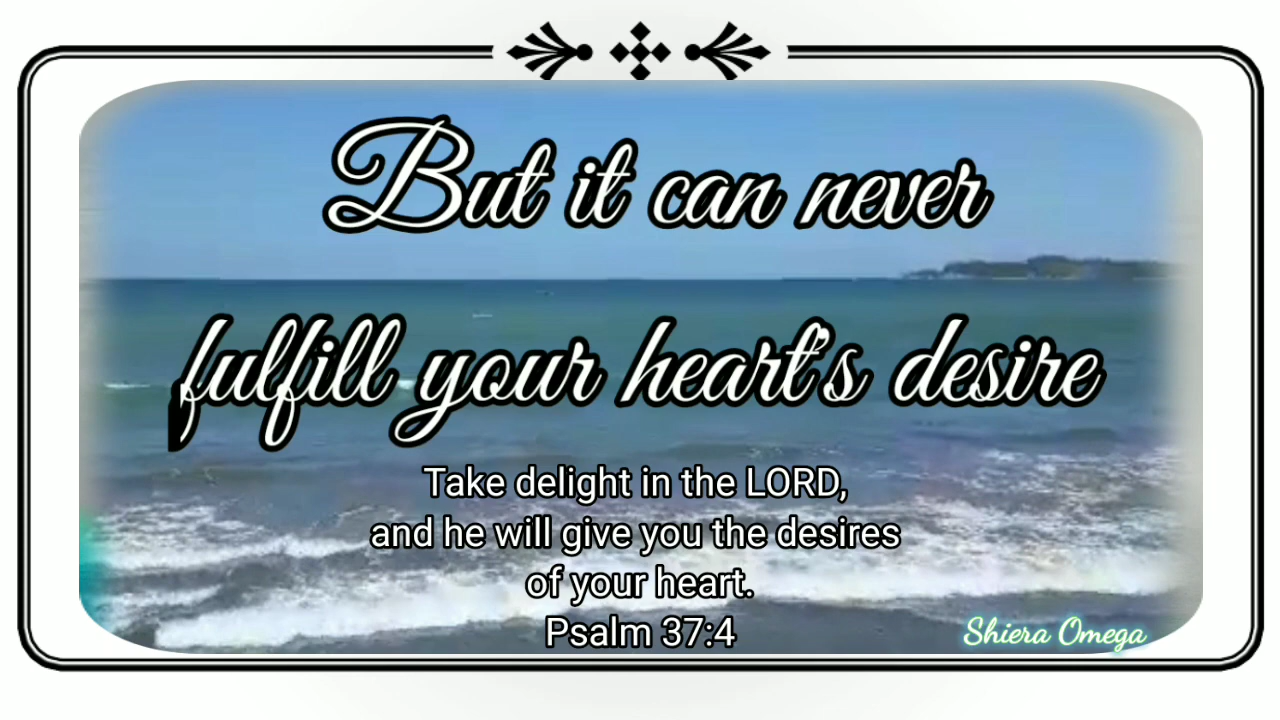 But it can never
fulfill your heart's desire
Take delight in the LORD,
and he will give you the desires
of your heart.
Psalm 37:4
Shiera Omega